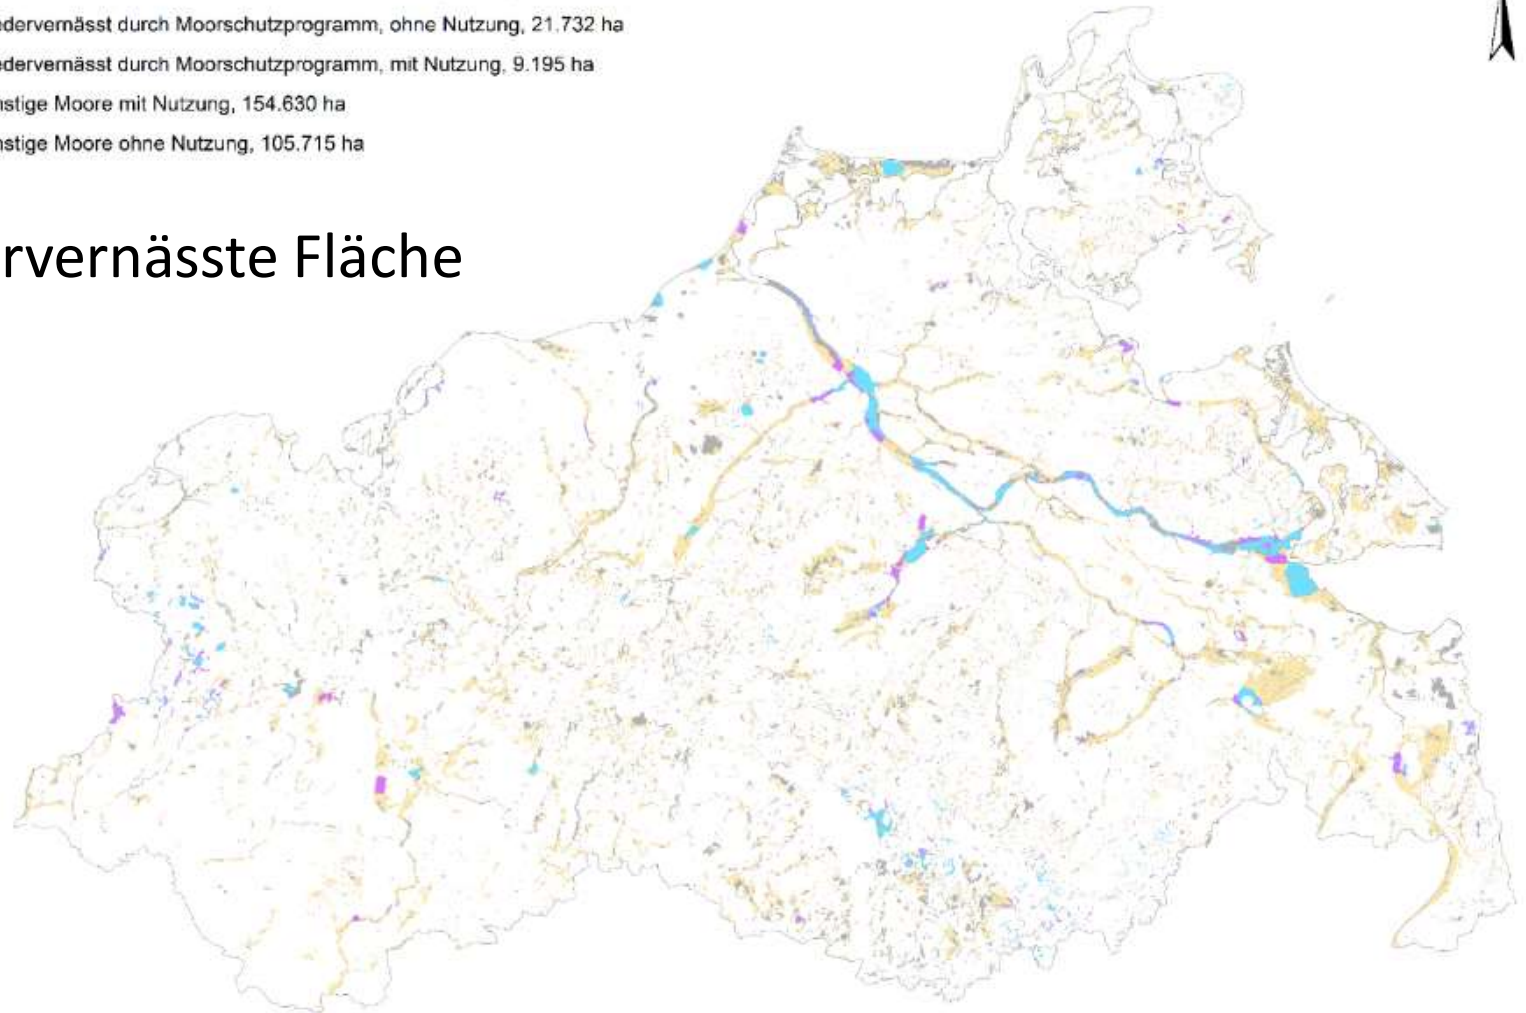 edervernässt durch Moorschutzprogramm, ohne Nutzung, 21.732 ha
edervernässt durch Moorschutzprogramm, mit Nutzung, 9.195 ha
nstige Moore mit Nutzung, 154.630 ha
nstige Moore ohne Nutzung, 105.715 ha
rvernässte Fläche